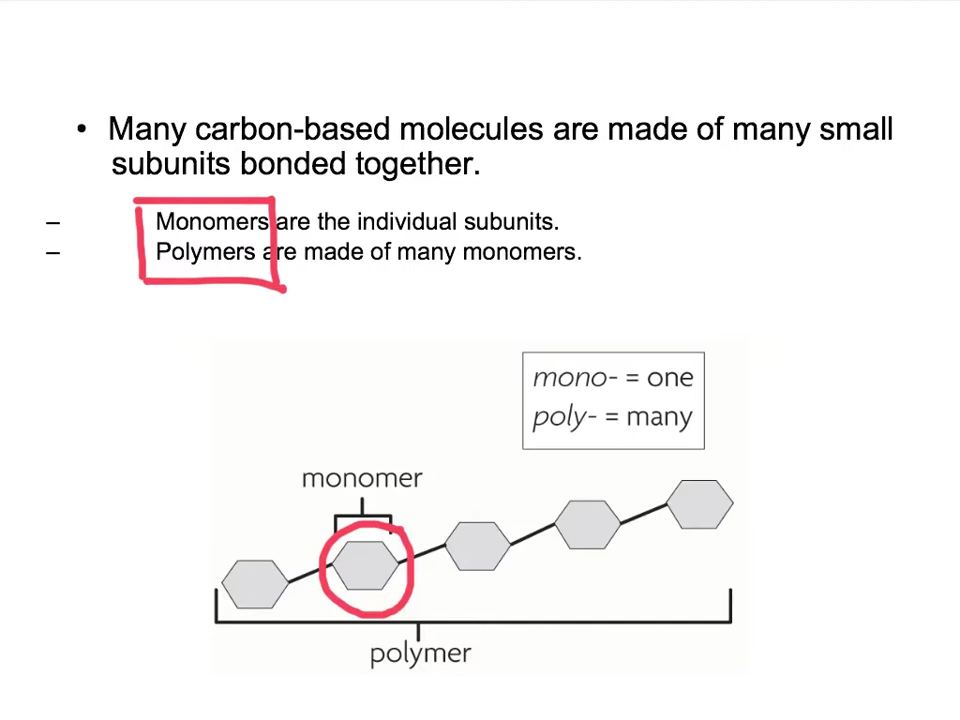 • Many carbon-based molecules are made of many small
subunits bonded together.
– Monomers are the individual subunits.
– Polymers are made of many monomers.
mono- = one
poly- = many
monomer
polymer